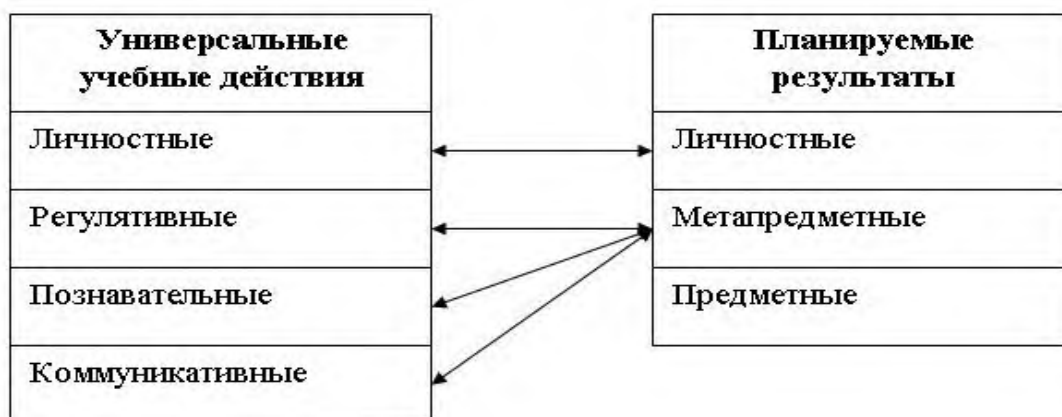 Универсальные
учебные действия
Личностные
Регулятивные
Познавательные
Коммуникативные
Планируемые
результаты
Личностные
Метапредметные
Предметные